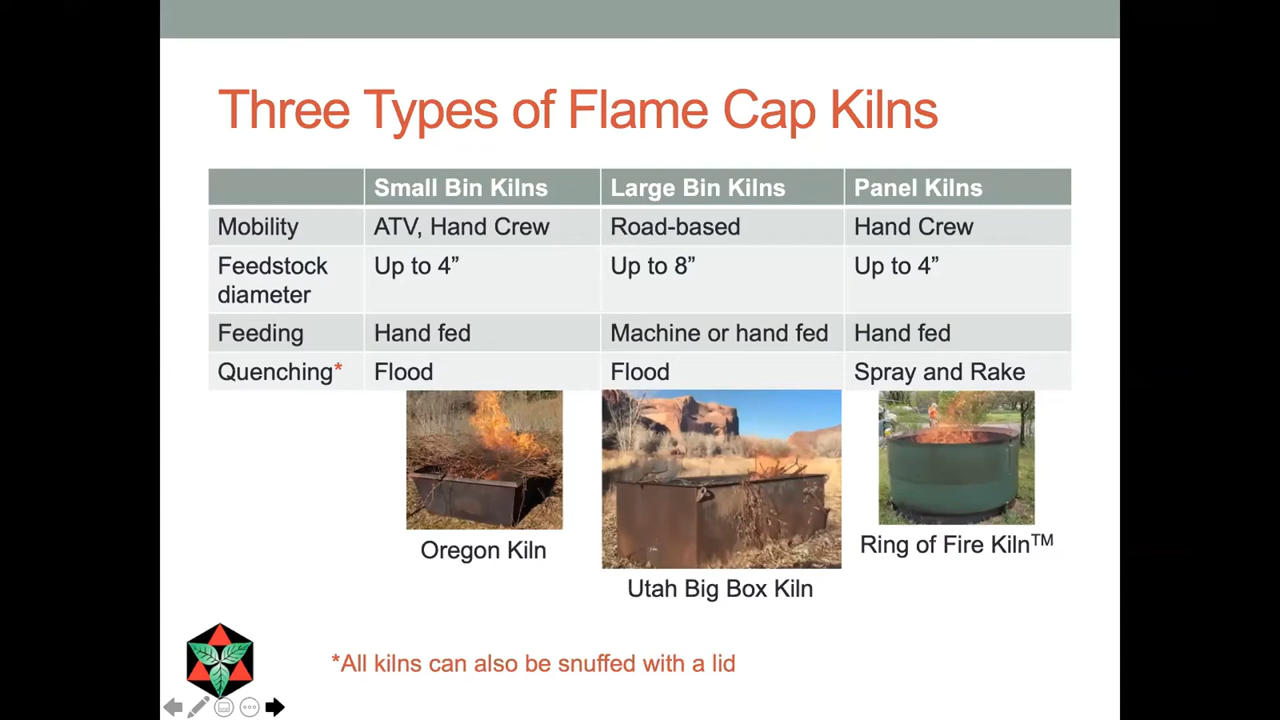 Three Types of Flame Cap Kilns
Small Bin Kilns Large Bin Kilns Panel Kilns
Mobility ATV, Hand Crew Road-based Hand Crew
Feedstock diameter Up to 4” Up to 8” Up to 4”
Feeding Hand fed Machine or hand fed Hand fed
Quenching* Flood Flood Spray and Rake
Oregon Kiln
Utah Big Box Kiln
Ring of Fire Kiln™
*All kilns can also be snuffed with a lid